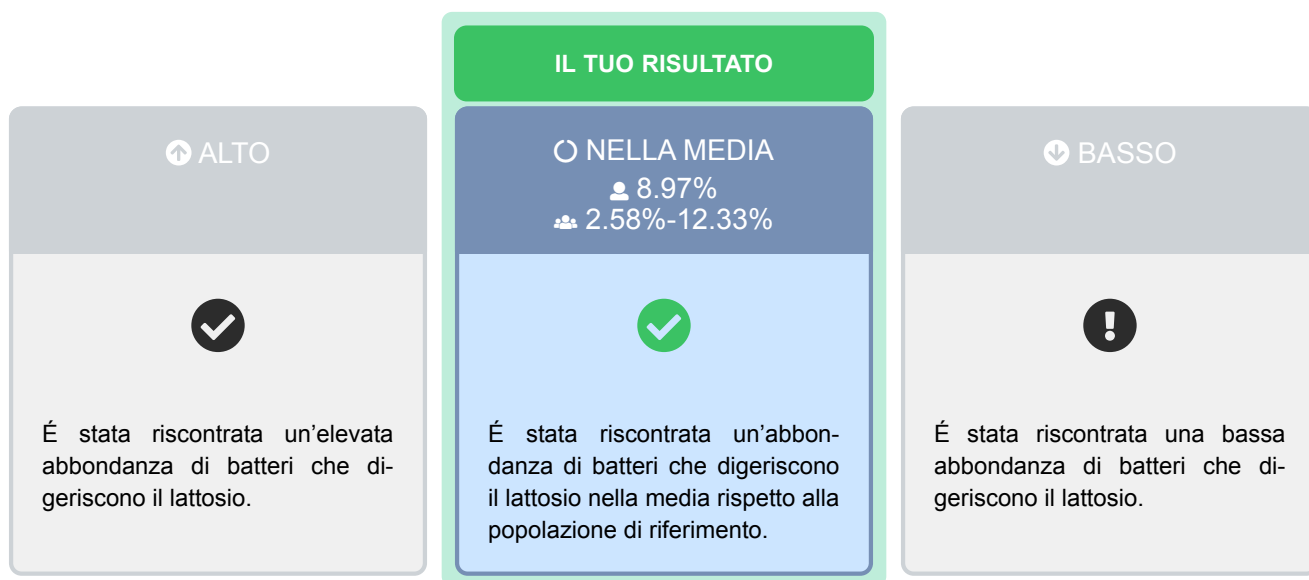 IL TUO RISULTATO
ALTO
É stata riscontrata un’elevata
abbondanza di batteri che di-
geriscono il lattosio.
NELLA MEDIA
8.97%
2.58%-12.33%
É stata riscontrata un’abbon-
danza di batteri che digeriscono
il lattosio nella media rispetto alla
popolazione di riferimento.
BASSO
É stata riscontrata una bassa
abbondanza di batteri che di-
geriscono il lattosio.